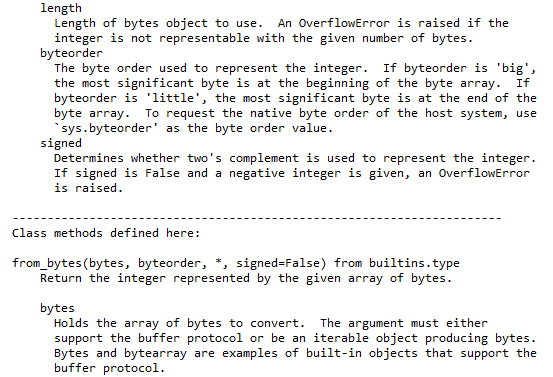 length
Length of bytes object to use.  An OverflowError is raised if the
integer is not representable with the given number of bytes.
byteorder
The byte order used to represent the integer.  If byteorder is 'big',
the most significant byte is at the beginning of the byte array.  If
byteorder is 'little', the most significant byte is at the end of the
byte array.  To request the native byte order of the host system, use
`sys.byteorder' as the byte order value.
signed
Determines whether two's complement is used to represent the integer.
If signed is False and a negative integer is given, an OverflowError
is raised.
----------------------------------------------------------------------
Class methods defined here:
from_bytes(bytes, byteorder, *, signed=False) from builtins.type
Return the integer represented by the given array of bytes.
bytes
Holds the array of bytes to convert.  The argument must either
support the buffer protocol or be an iterable object producing bytes.
Bytes and bytearray are examples of built-in objects that support the
buffer protocol.